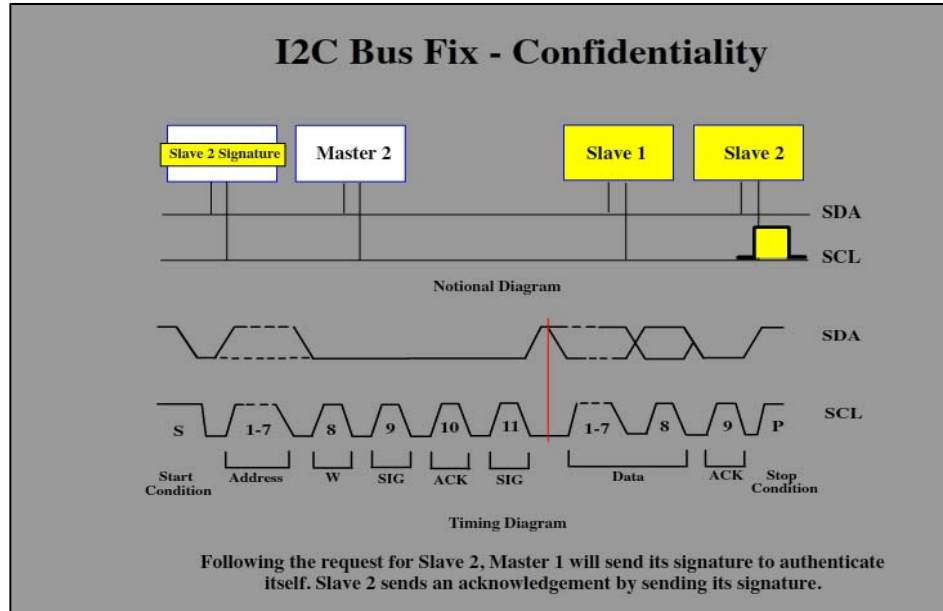 I2C Bus Fix - Confidentiality
Slave 2 Signature
Master 2
Slave 1
Slave 2
SDA
SCL
Notional Diagram
SDA
SCL
S
1-7
8
9
10
11
1-7
8
9
P
Start
Condition
Address
W
SIG
ACK
SIG
Data
ACK
Stop
Condition
Timing Diagram
Following the request for Slave 2, Master 1 will send its signature to authenticate
itself. Slave 2 sends an acknowledgement by sending its signature.